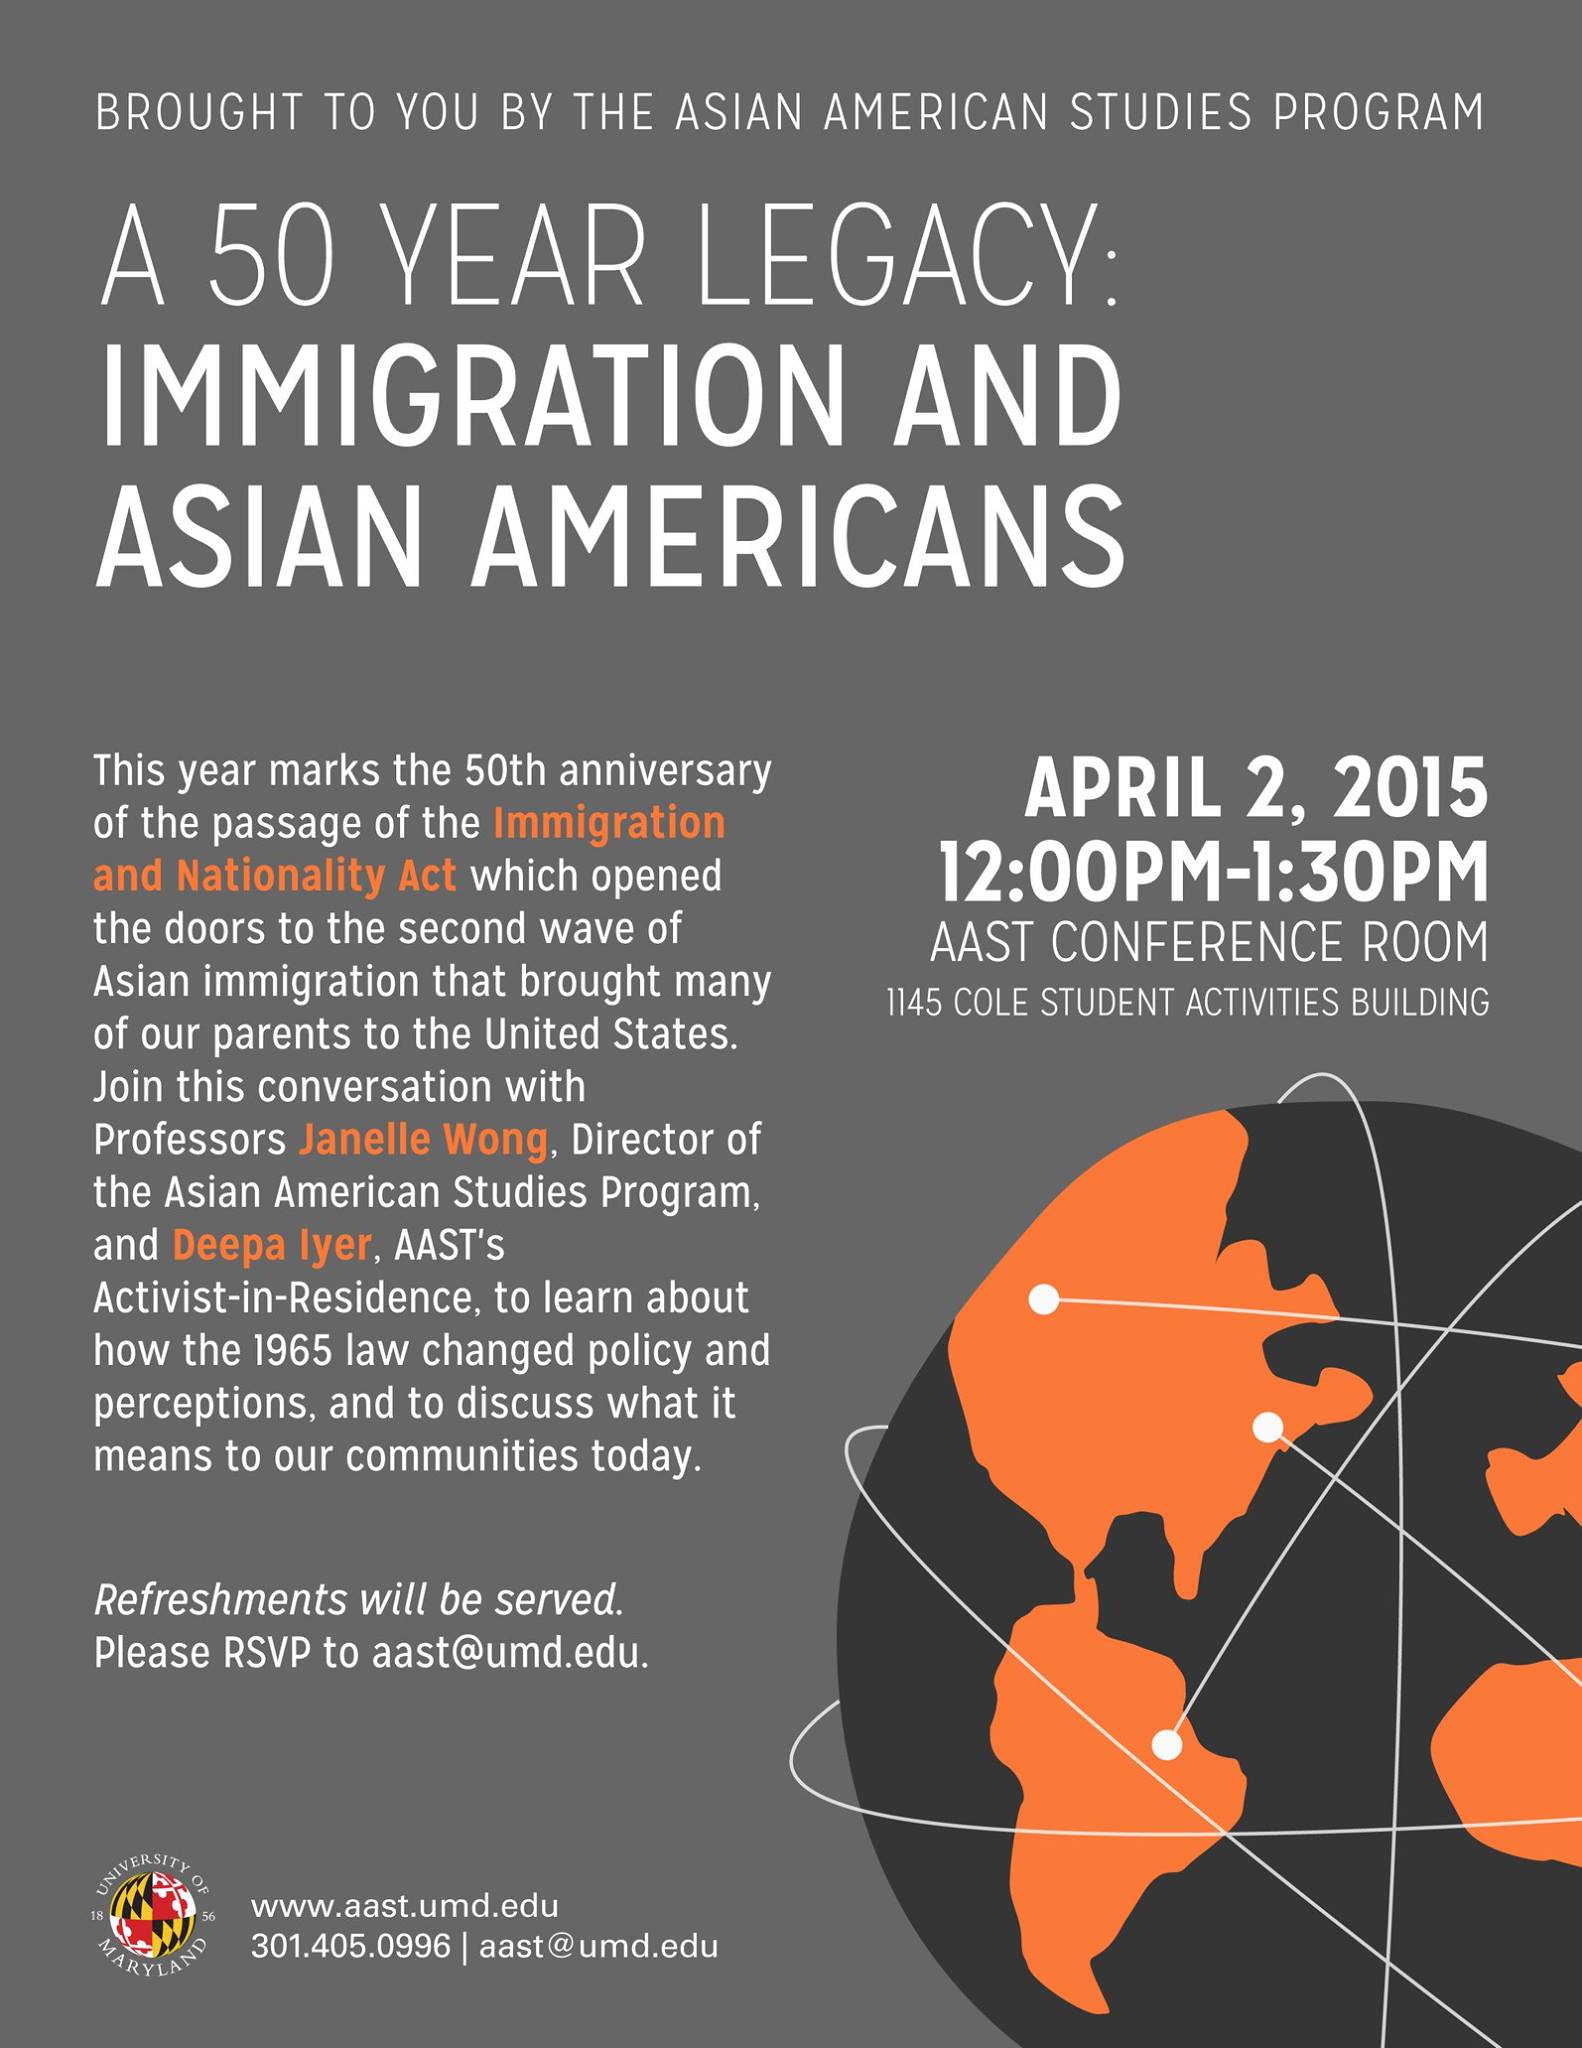 BROUGHT TO YOU BY THE ASIAN AMERICAN STUDIES PROGRAM
A 50 YEAR LEGACY:
IMMIGRATION AND
ASIAN AMERICANS
This year marks the 50th anniversary
of the passage of the Immigration
and Nationality Act which opened
the doors to the second wave of
Asian immigration that brought many
of our parents to the United States.
Join this conversation with
Professors Janelle Wong, Director of
the Asian American Studies Program,
and Deepa Iyer, AAST's
Activist-in-Residence, to learn about
how the 1965 law changed policy and
perceptions, and to discuss what it
means to our communities today.
Refreshments will be served.
Please RSVP to aast@umd.edu.
APRIL 2, 2015
12:00PM-1:30PM
AAST CONFERENCE ROOM
1145 COLE STUDENT ACTIVITIES BUILDING
UNIVERSITY OF
18 56
MARYLAND
www.aast.umd.edu
301.405.0996 | aast@umd.edu